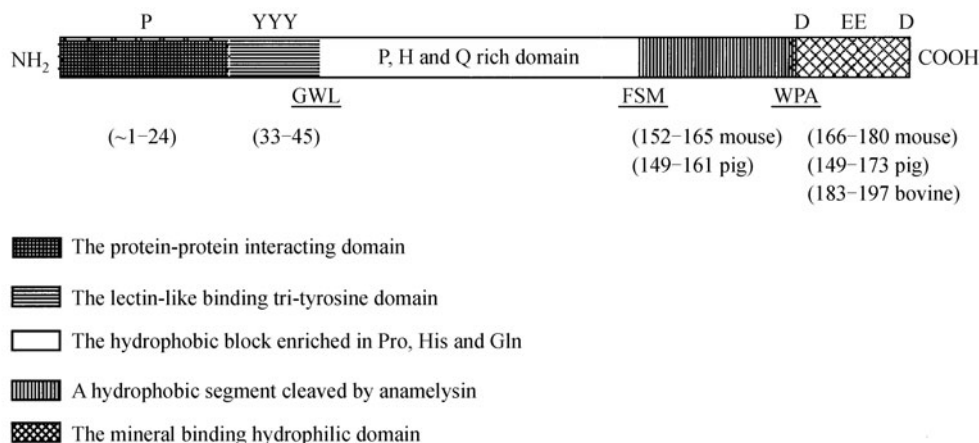 P YYY D EE D
NH2 P, H and Q rich domain COOH
GWL FSM WPA
(~1−24) (33−45) (152−165 mouse) (166−180 mouse)
(149−161 pig) (149−173 pig)
(183−197 bovine)
The protein-protein interacting domain
The lectin-like binding tri-tyrosine domain
The hydrophobic block enriched in Pro, His and Gln
A hydrophobic segment cleaved by anamelysin
The mineral binding hydrophilic domain